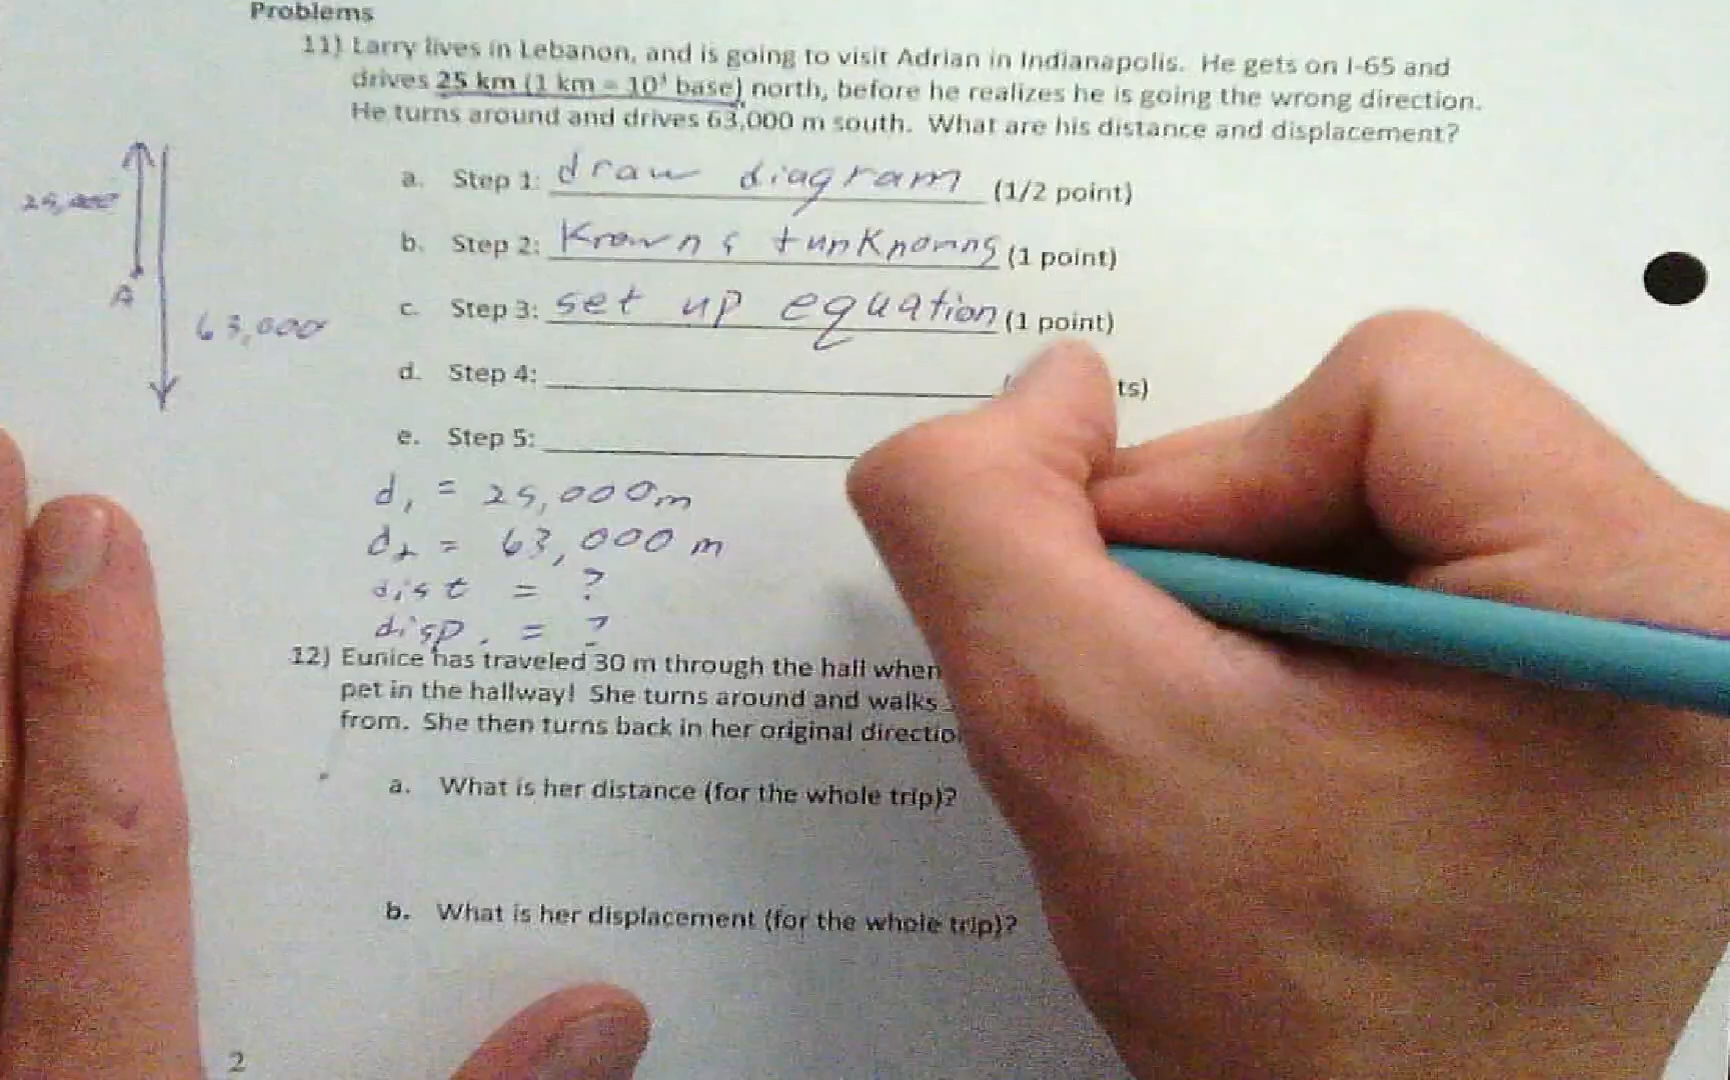 Problems
11) Larry lives in Lebanon, and is going to visit Adrian in Indianapolis. He gets on I-65 and
drives 25 km (1 km = 10³ base) north, before he realizes he is going the wrong direction.
He turns around and drives 63,000 m south. What are his distance and displacement?
a. Step 1: draw diagram (1/2 point)
b. Step 2: Knowns + unknowns (1 point)
c. Step 3: set up equation (1 point)
d. Step 4: ts)
e. Step 5:
25,000
A
63,000
d₁ = 25,000m
d₂ = 63,000 m
dist = ?
disp. = ?
12) Eunice has traveled 30 m through the hall when
pet in the hallway! She turns around and walks
from. She then turns back in her original directio
a. What is her distance (for the whole trip)?
b. What is her displacement (for the whole trip)?
2